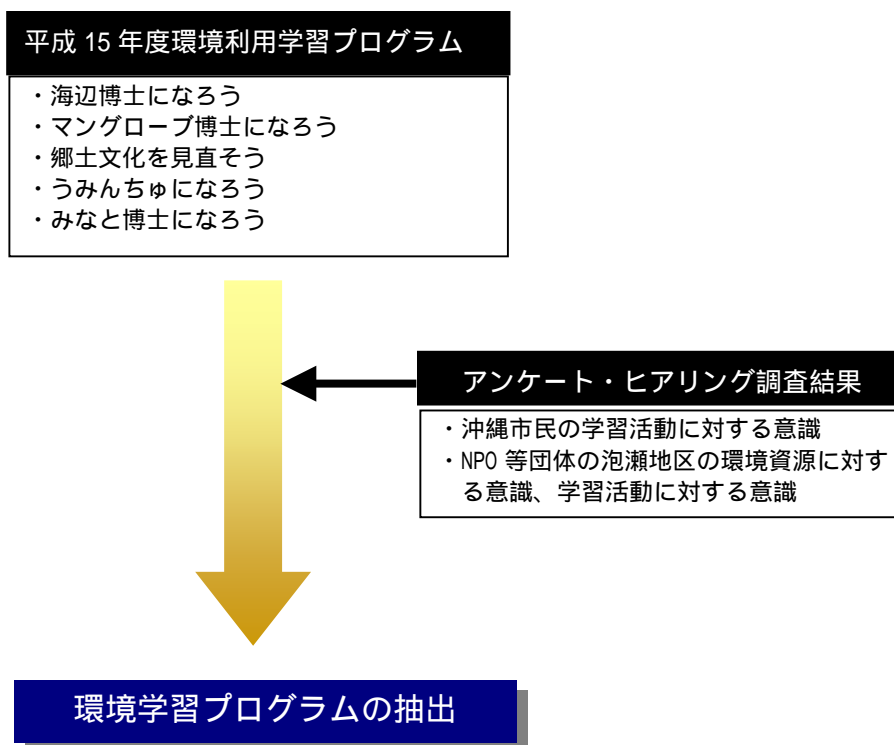 平成 15 年度環境利用学習プログラム
・海辺博士になろう
・マングローブ博士になろう
・郷土文化を見直そう
・うみんちゅになろう
・みなと博士になろう
アンケート・ヒアリング調査結果
・沖縄市民の学習活動に対する意識
・NPO 等団体の泡瀬地区の環境資源に対す
る意識、学習活動に対する意識
環境学習プログラムの抽出